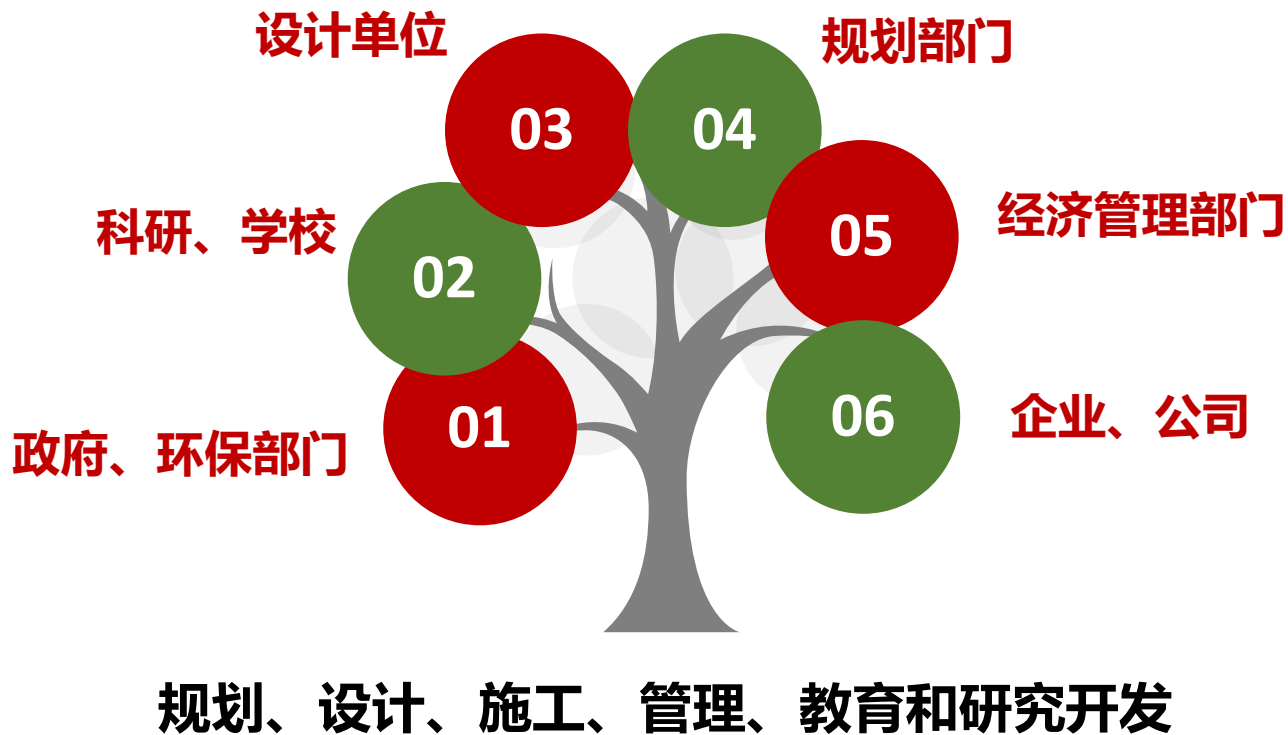 设计单位
规划部门
03
04
科研、学校
经济管理部门
05
02
企业、公司
01
06
政府、环保部门
规划、设计、施工、管理、教育和研究开发